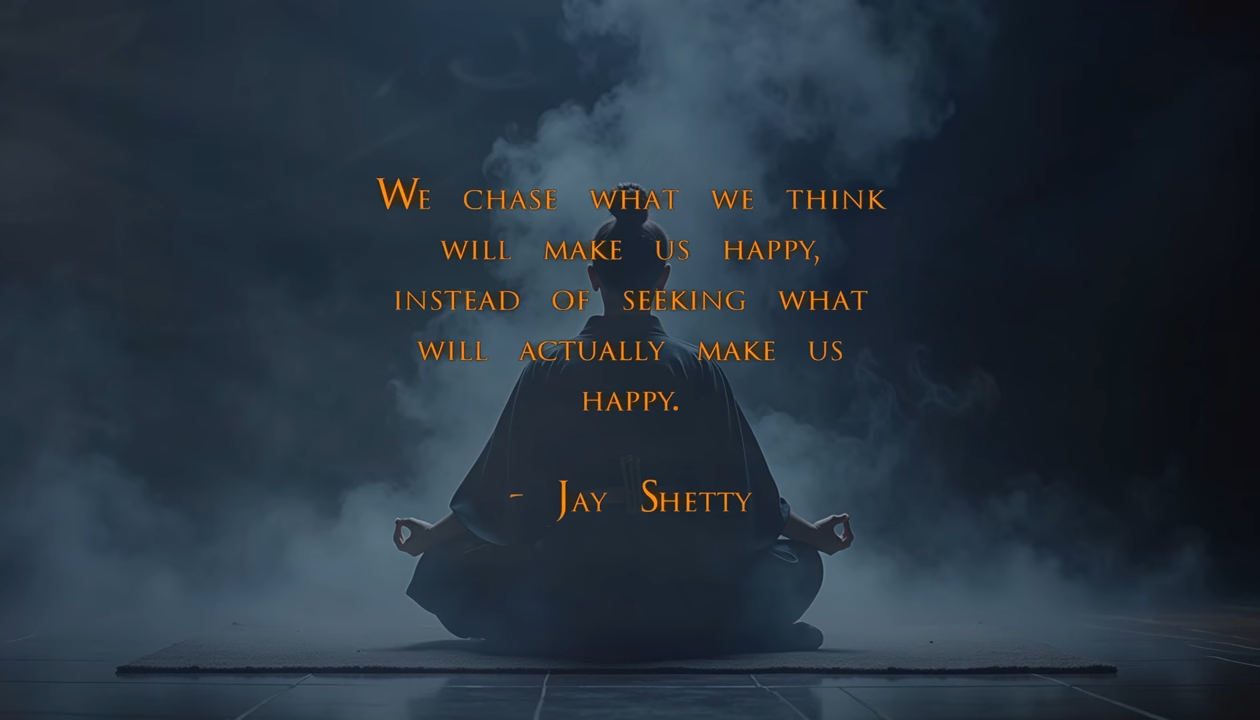 We chase what we think
will make us happy,
instead of seeking what
will actually make us
happy.
- Jay Shetty